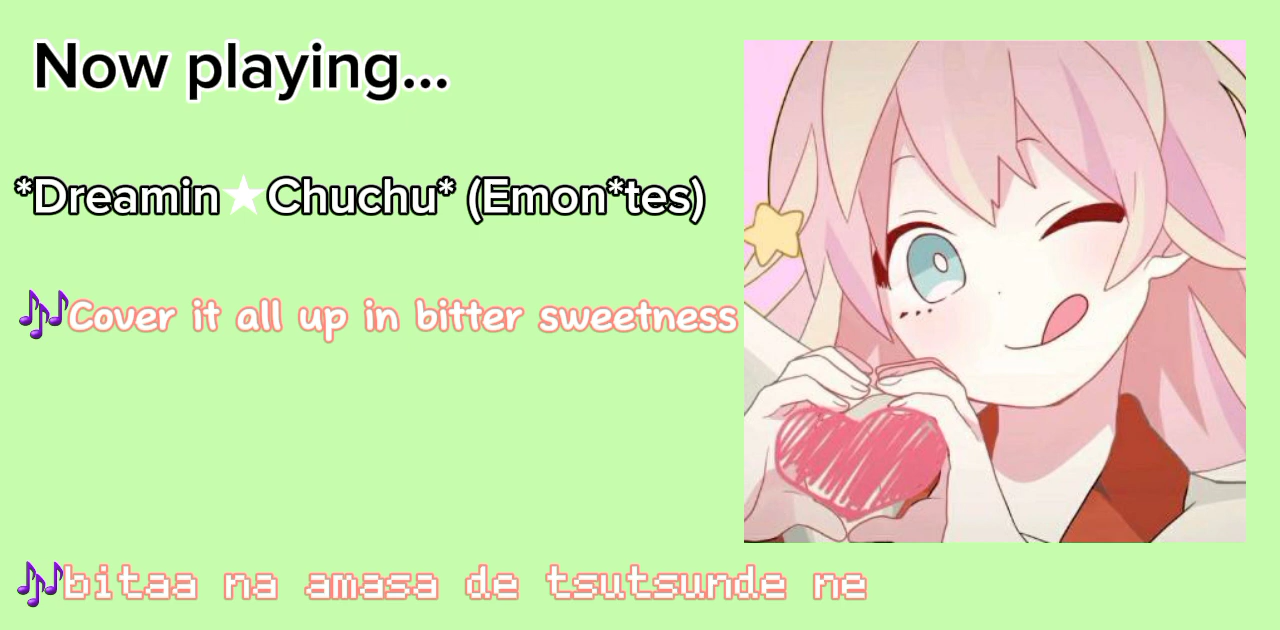 Now playing...
*Dreamin★Chuchu* (Emon*tes)
🎶Cover it all up in bitter sweetness
🎶bitaa na amasa de tsutsunde ne